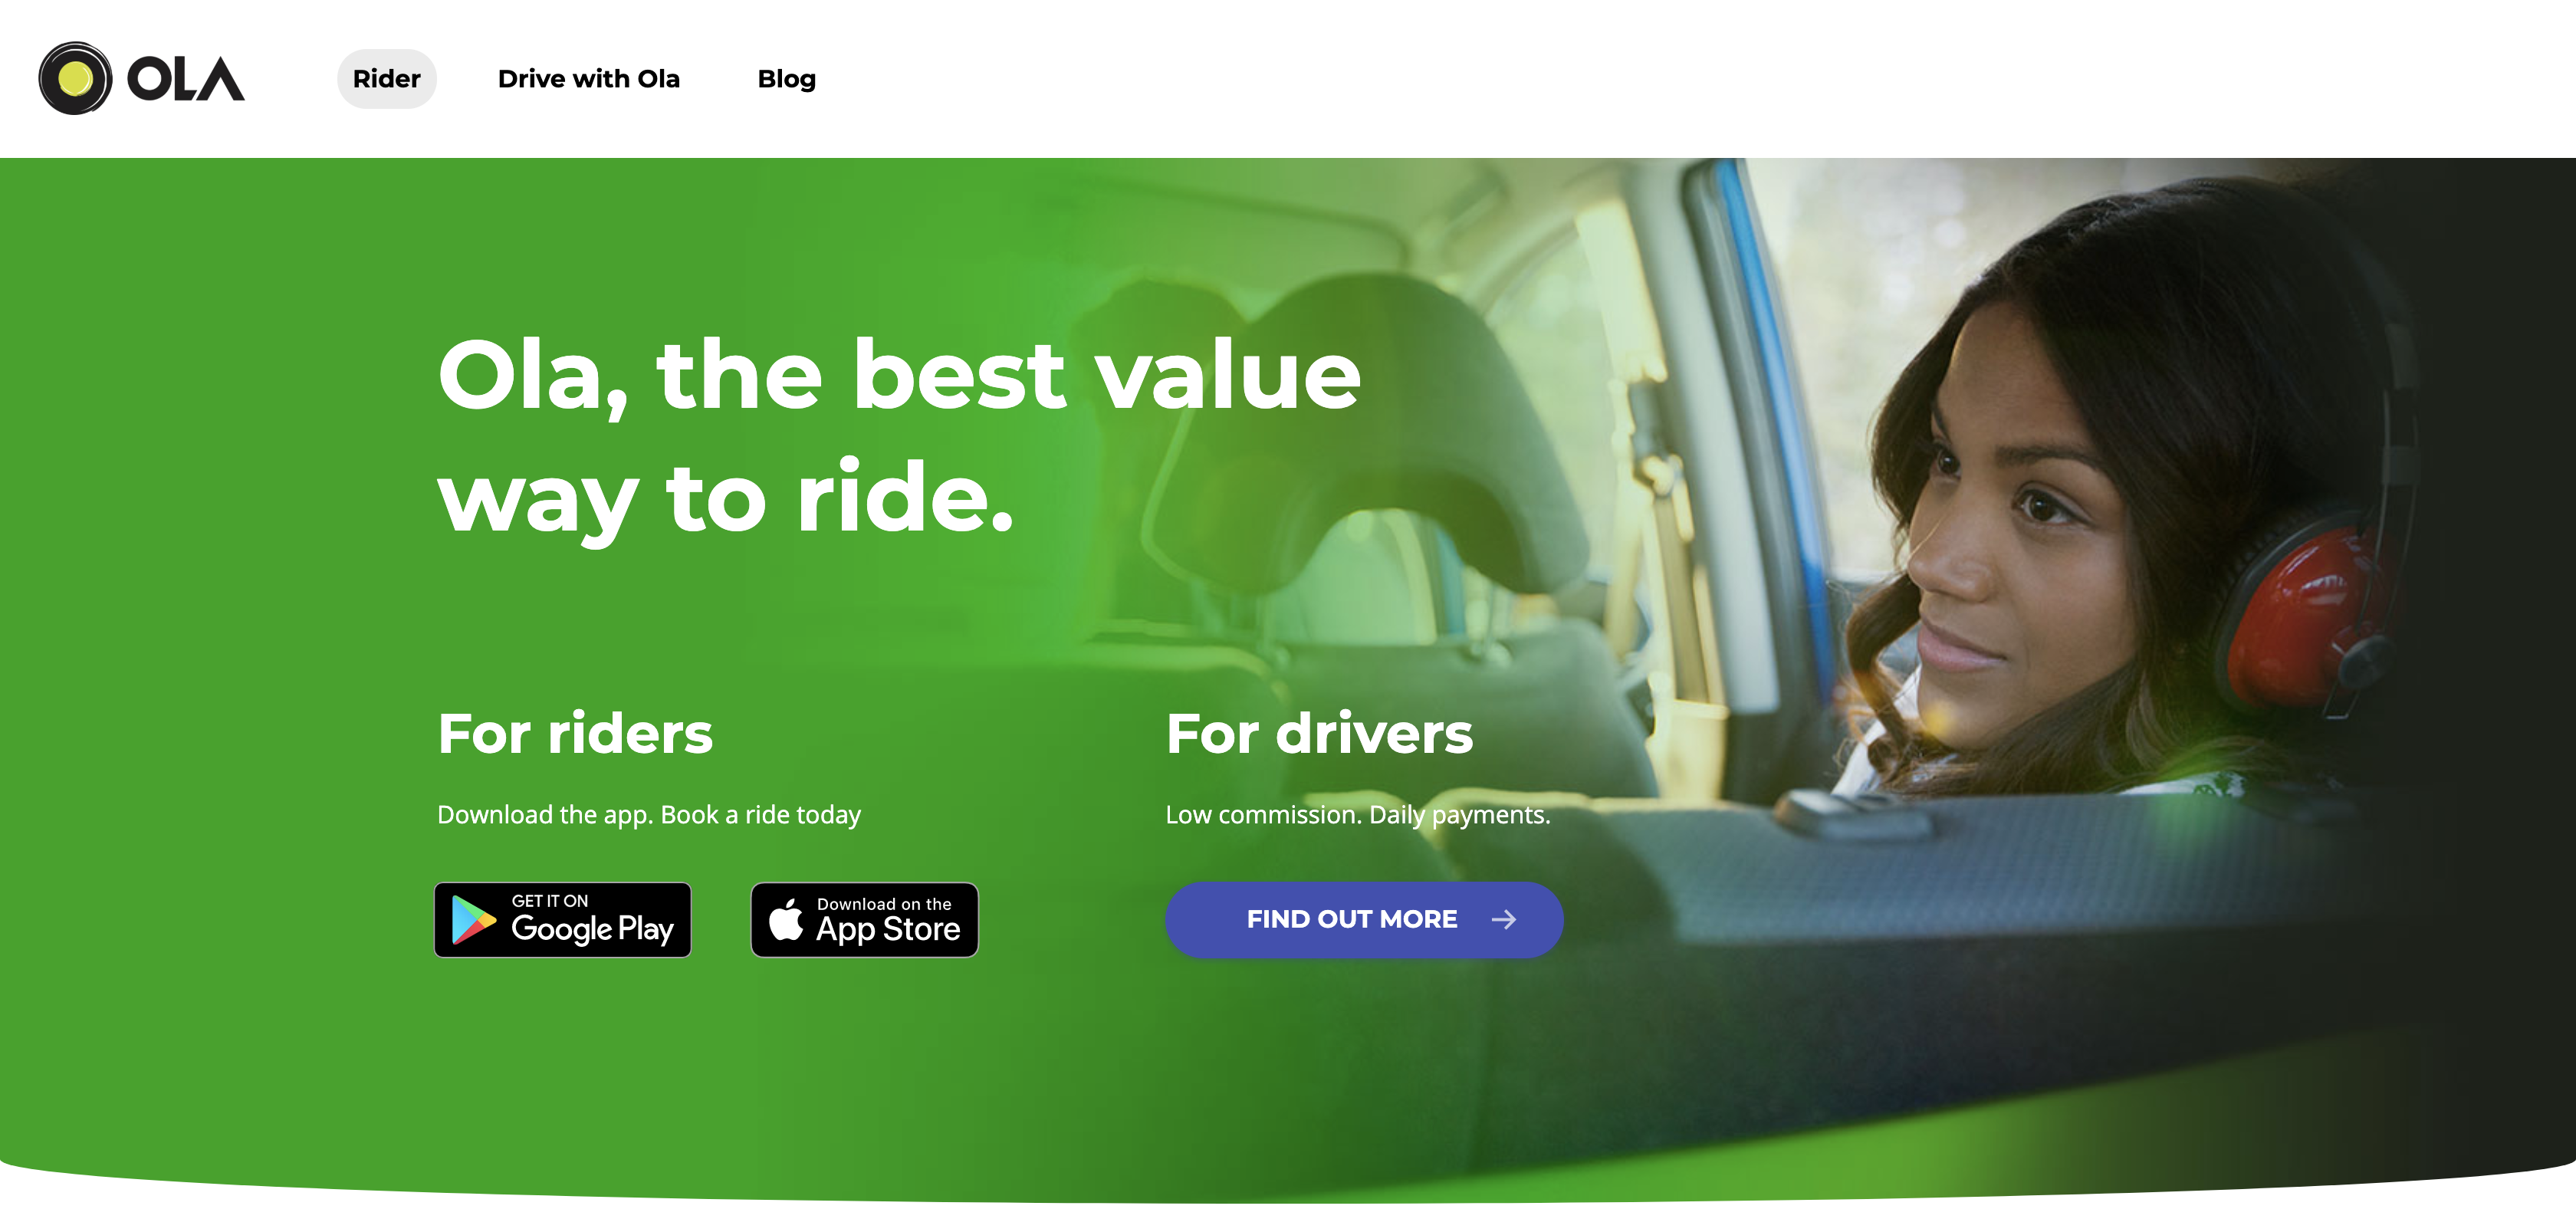 OLA
Rider
Drive with Ola
Blog
Ola, the best value
way to ride.
For riders
Download the app. Book a ride today
GET IT ON
Google Play
Download on the
App Store
For drivers
Low commission. Daily payments.
FIND OUT MORE →